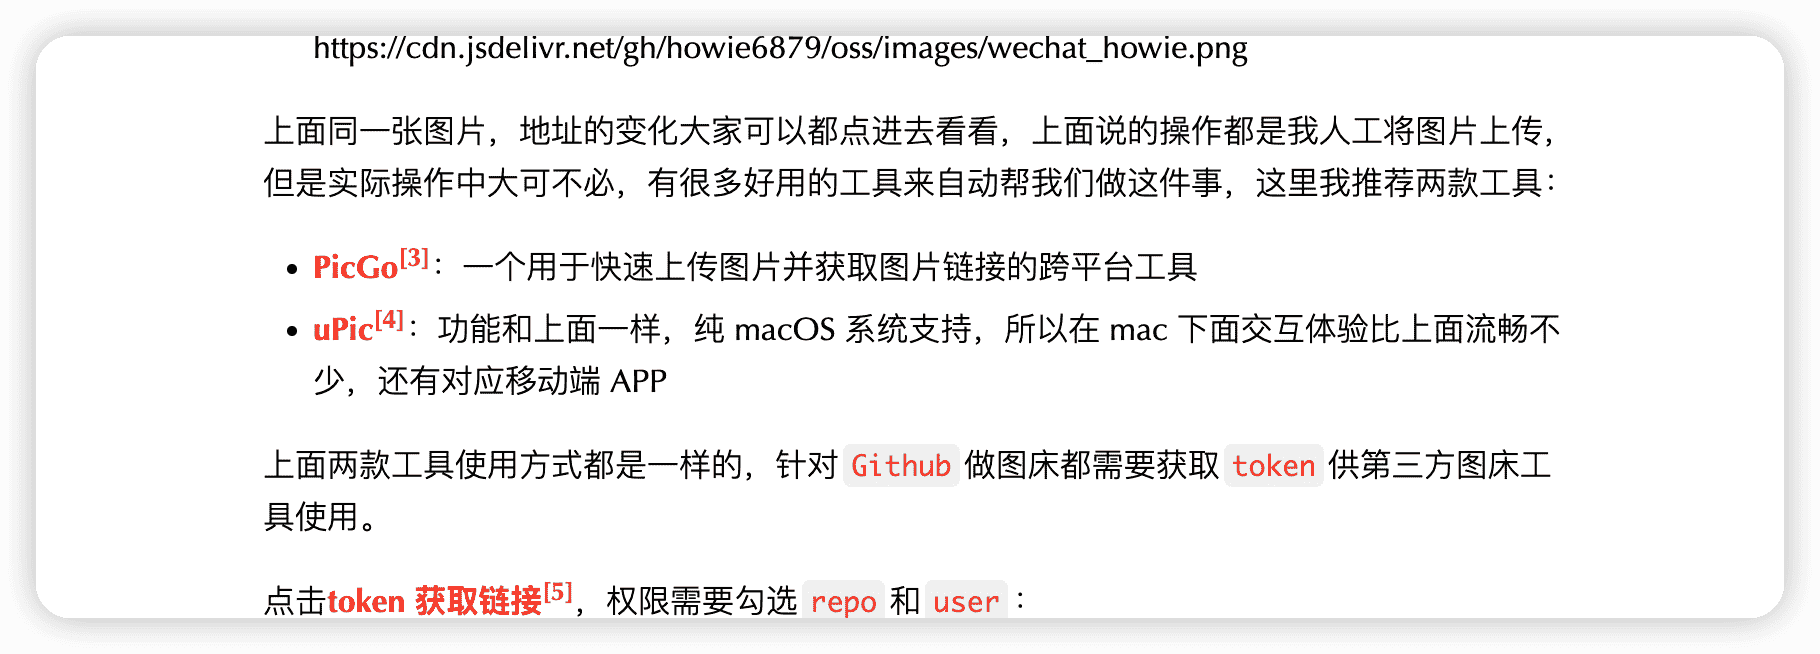 https://cdn.jsdelivr.net/gh/howie6879/oss/images/wechat_howie.png
上面同一张图片，地址的变化大家可以都点进去看看，上面说的操作都是我人工将图片上传，
但是实际操作中大可不必，有很多好用的工具来自动帮我们做这件事，这里我推荐两款工具：
• PicGo[3]：一个用于快速上传图片并获取图片链接的跨平台工具
• uPic[4]：功能和上面一样，纯 macOS 系统支持，所以在 mac 下面交互体验比上面流畅不
少，还有对应移动端 APP
上面两款工具使用方式都是一样的，针对 Github 做图床都需要获取 token 供第三方图床工
具使用。
点击token 获取链接[5]，权限需要勾选 repo 和 user ：